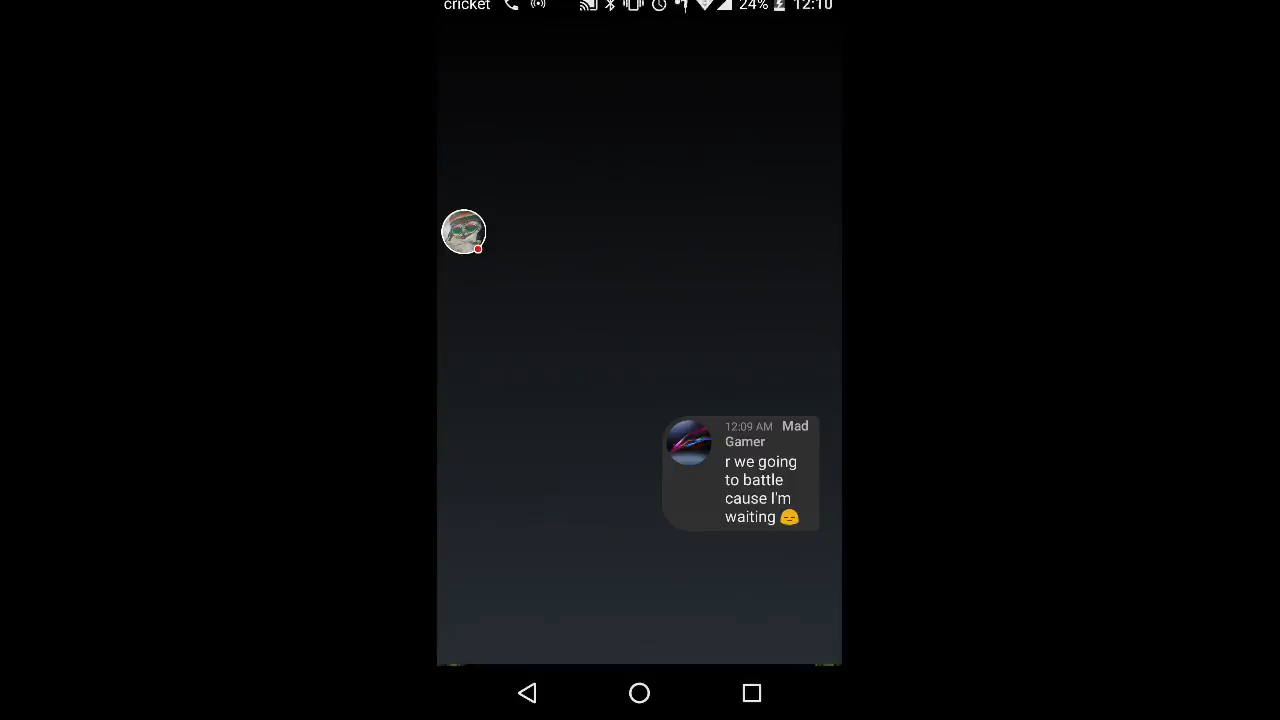 cricket 24% 12:10
12:09 AM Mad
Gamer
r we going
to battle
cause I'm
waiting 😑